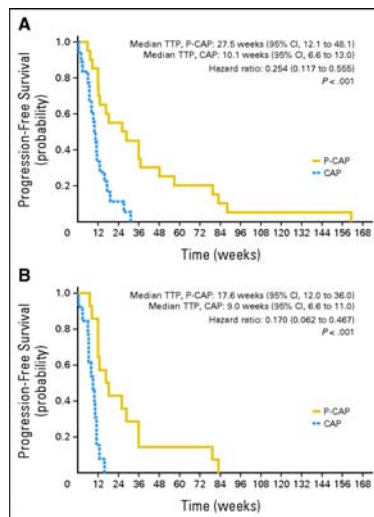 A
Median TTP, P-CAP: 27.5 weeks (95% CI, 12.1 to 48.1)
Median TTP, CAP: 10.1 weeks (95% CI, 6.6 to 13.0)
Hazard ratio: 0.254 (0.117 to 0.555)
P < .001
Progression-Free Survival
(probability)
1.0
0.8
0.6
0.4
0.2
P-CAP
CAP
0 12 24 36 48 60 72 84 96 108 120 132 144 156 168
Time (weeks)
B
Median TTP, P-CAP: 17.6 weeks (95% CI, 12.0 to 36.0)
Median TTP, CAP: 9.0 weeks (95% CI, 6.6 to 11.0)
Hazard ratio: 0.170 (0.062 to 0.467)
P < .001
Progression-Free Survival
(probability)
1.0
0.8
0.6
0.4
0.2
P-CAP
CAP
0 12 24 36 48 60 72 84 96 108 120 132 144 156 168
Time (weeks)